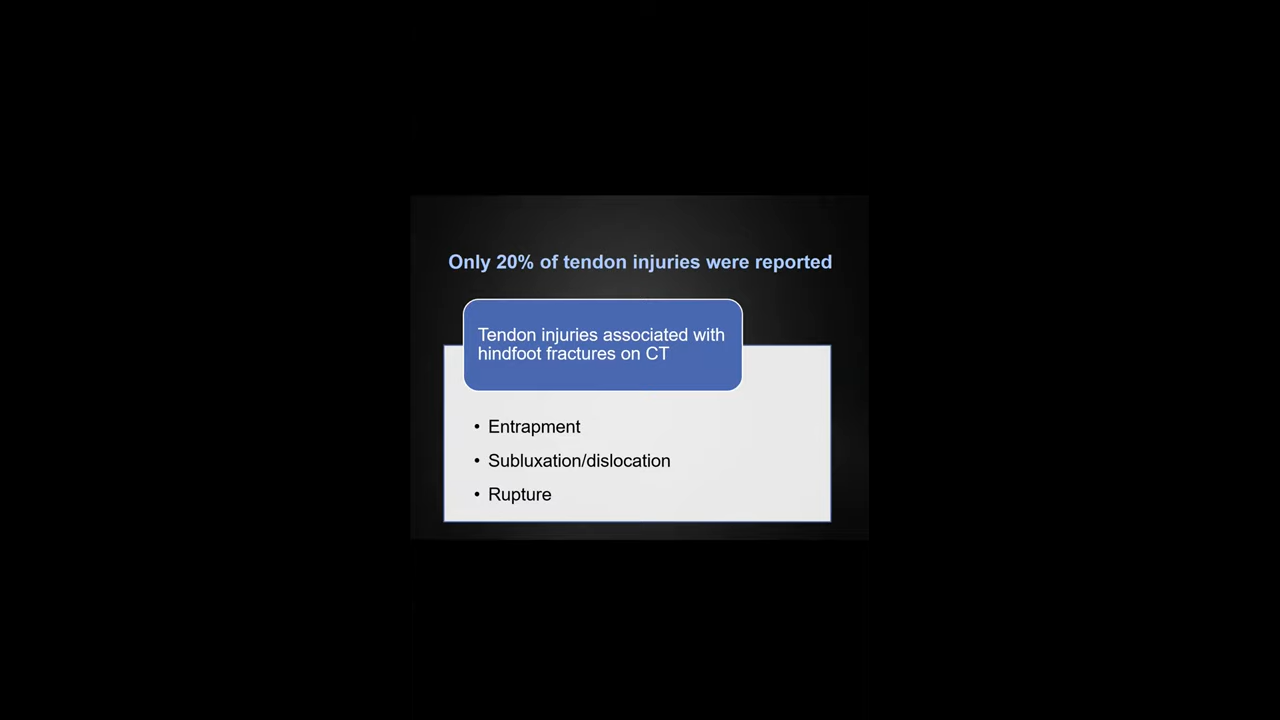 Only 20% of tendon injuries were reported
Tendon injuries associated with
hindfoot fractures on CT
• Entrapment
• Subluxation/dislocation
• Rupture